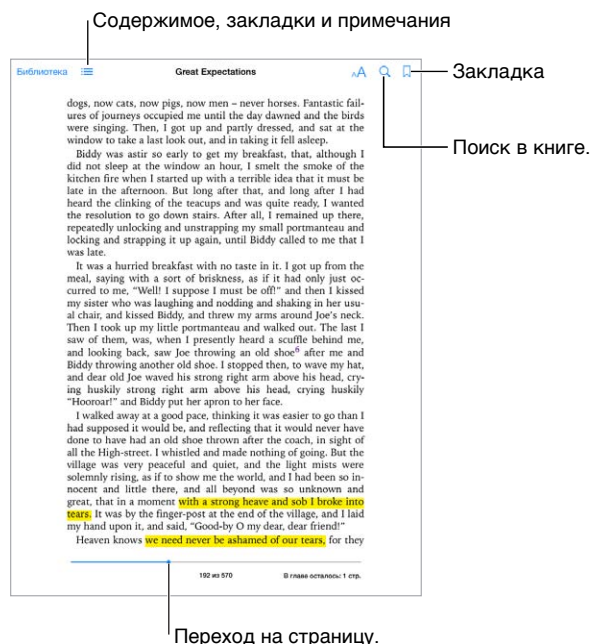 Содержимое, закладки и примечания
Библиотека
Great Expectations
AA
Закладка
Поиск в книге.
dogs, now cats, now pigs, now men – never horses. Fantastic fail-
ures of journeys occupied me until the day dawned and the birds
were singing. Then, I got up and partly dressed, and sat at the
window to take a last look out, and in taking it fell asleep.
Biddy was astir so early to get my breakfast, that, although I
did not sleep at the window an hour, I smelt the smoke of the
kitchen fire when I started up with a terrible idea that it must be
late in the afternoon. But long after that, and long after I had
heard the clinking of the teacups and was quite ready, I wanted
the resolution to go down stairs. After all, I remained up there,
repeatedly unlocking and unstrapping my small portmanteau and
locking and strapping it up again, until Biddy called to me that I
was late.
It was a hurried breakfast with no taste in it. I got up from the
meal, saying with a sort of briskness, as if it had only just oc-
curred to me, “Well! I suppose I must be off!” and then I kissed
my sister who was laughing and nodding and shaking in her usu-
al chair, and kissed Biddy, and threw my arms around Joe's neck.
Then I took up my little portmanteau and walked out. The last I
saw of them, was, when I presently heard a scuffle behind me,
and looking back, saw Joe throwing an old shoe6 after me and
Biddy throwing another old shoe. I stopped then, to wave my hat,
and dear old Joe waved his strong right arm above his head, cry-
ing huskily strong right arm above his head, crying huskily
“Hooroar!” and Biddy put her apron to her face.
I walked away at a good pace, thinking it was easier to go than I
had supposed it would be, and reflecting that it would never have
done to have had an old shoe thrown after the coach, in sight of
all the High-street. I whistled and made nothing of going. But the
village was very peaceful and quiet, and the light mists were
solemnly rising, as if to show me the world, and I had been so in-
nocent and little there, and all beyond was so unknown and
great, that in a moment with a strong heave and sob I broke into
tears. It was by the finger-post at the end of the village, and I laid
my hand upon it, and said, “Good-by O my dear, dear friend!”
Heaven knows we need never be ashamed of our tears, for they
192 из 570
В главе осталось: 1 стр.
Переход на страницу.